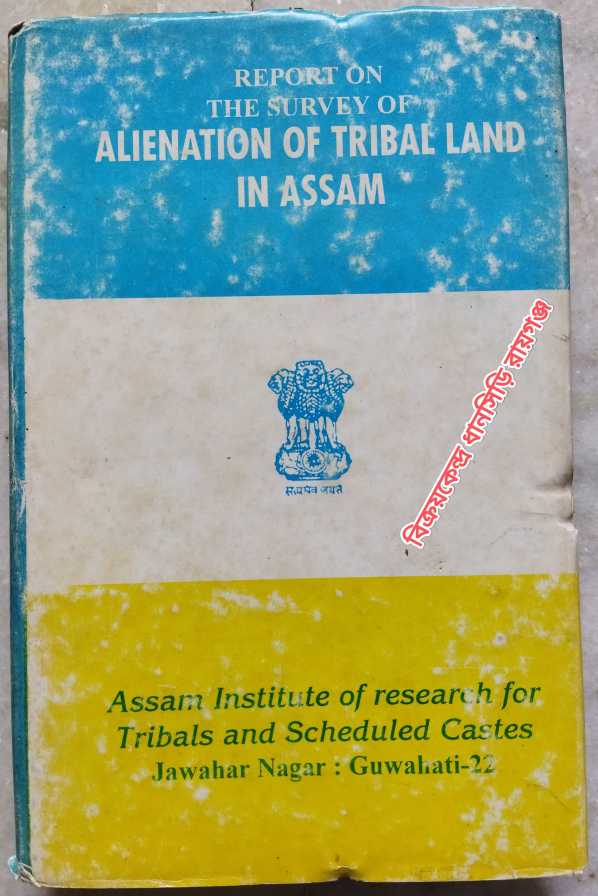 REPORT ON
THE SURVEY OF
ALIENATION OF TRIBAL LAND
IN ASSAM
सत्यमेव जयते
বিক্রয়কেন্দ্র ধানসিড়ি রায়গঞ্জ
Assam Institute of research for
Tribals and Scheduled Castes
Jawahar Nagar : Guwahati-22